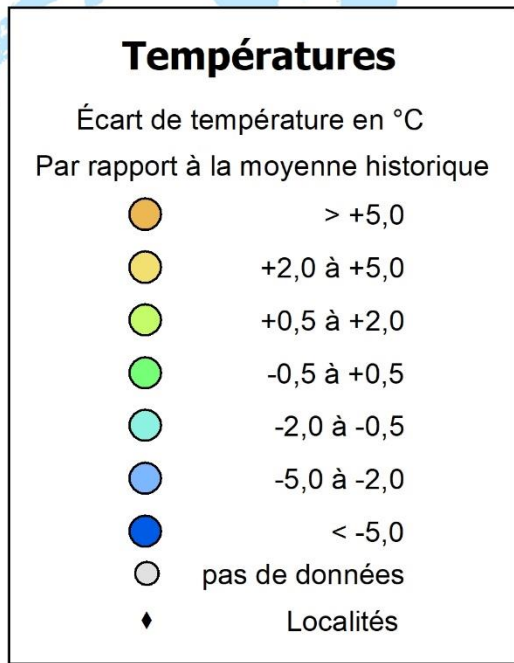 Températures
Écart de température en °C
Par rapport à la moyenne historique
> +5,0
+2,0 à +5,0
+0,5 à +2,0
-0,5 à +0,5
-2,0 à -0,5
-5,0 à -2,0
< -5,0
pas de données
Localités